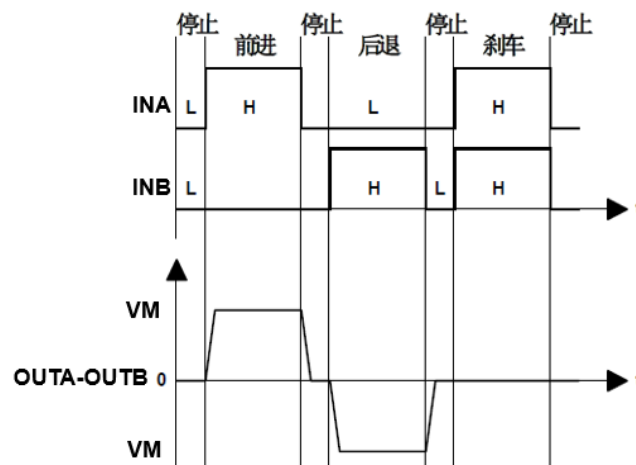 停止 停止 停止 停止
前进 后退 刹车
INA L H L H
INB L H L H
VM
OUTA-OUTB 0
VM